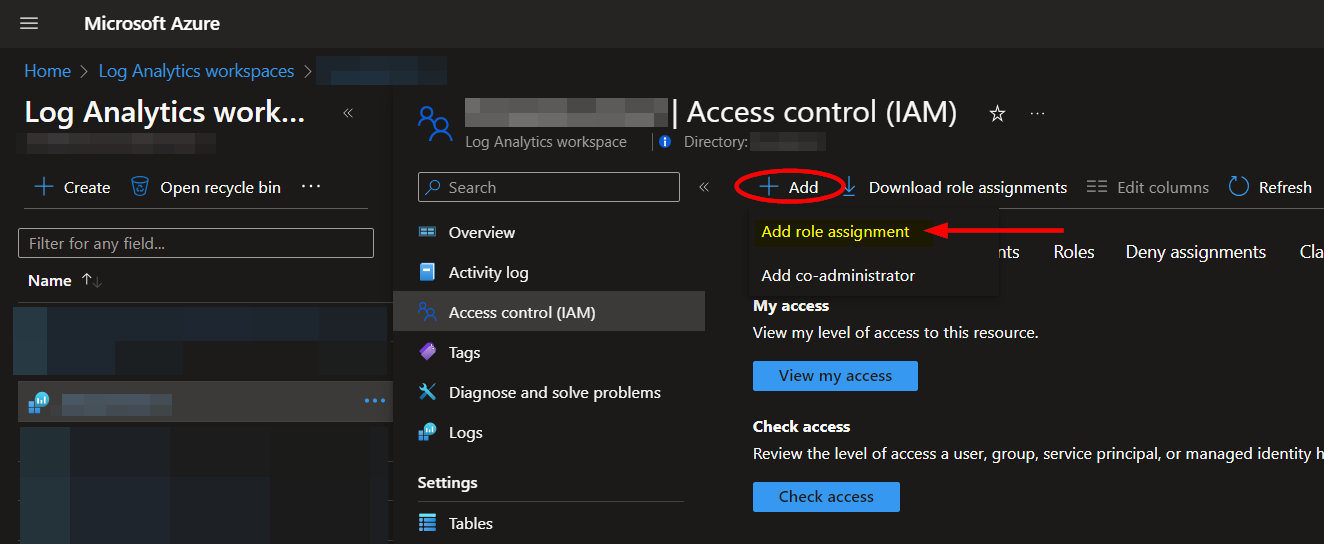 Microsoft Azure
Home > Log Analytics workspaces >
Log Analytics work... «
| Access control (IAM)
Log Analytics workspace
Directory:
Create
Open recycle bin
Filter for any field...
Name
Search
«
Overview
Activity log
Access control (IAM)
Tags
Diagnose and solve problems
Logs
Settings
Tables
Add
Download role assignments
Edit columns
Refresh
Add role assignment
Add co-administrator
nts
Roles
Deny assignments
Cla
My access
View my level of access to this resource.
View my access
Check access
Review the level of access a user, group, service principal, or managed identity h
Check access